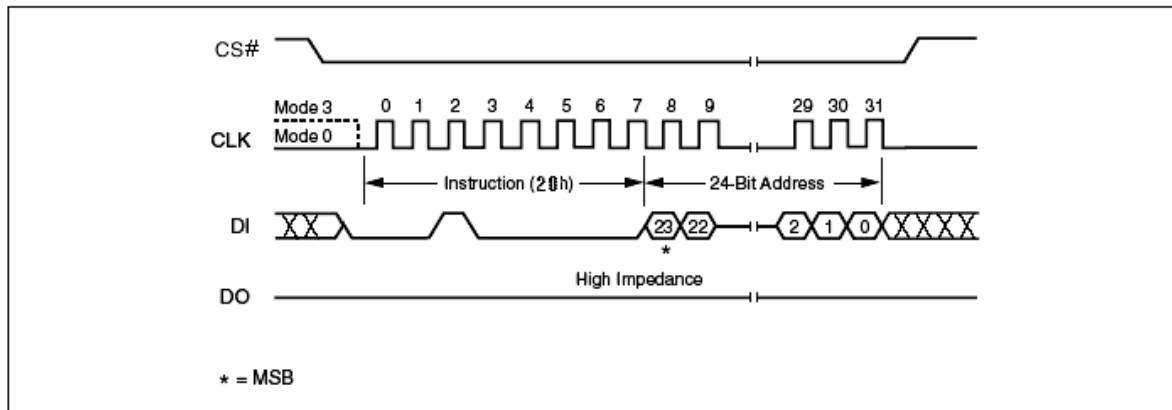 CS#
Mode 3 0 1 2 3 4 5 6 7 8 9 29 30 31
CLK Mode 0
Instruction (20h) 24-Bit Address
DI 23 22 2 1 0
*
High Impedance
DO
* = MSB